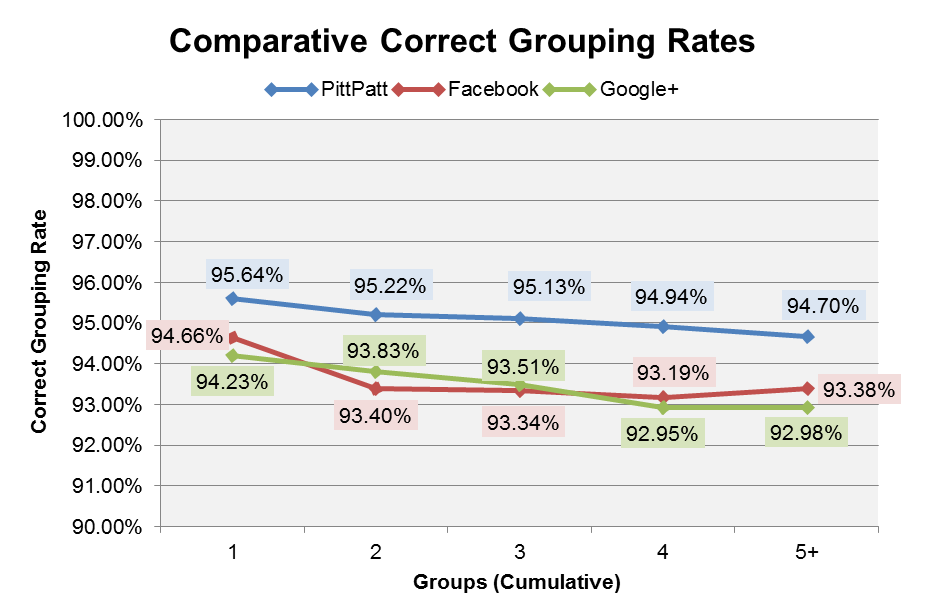 Comparative Correct Grouping Rates
PittPatt Facebook Google+
100.00%
99.00%
98.00%
97.00%
96.00%
95.00%
94.00%
93.00%
92.00%
91.00%
90.00%
Correct Grouping Rate
95.64% 95.22% 95.13% 94.94% 94.70%
94.66% 93.40% 93.34% 93.19% 93.38%
94.23% 93.83% 93.51% 92.95% 92.98%
1 2 3 4 5+
Groups (Cumulative)